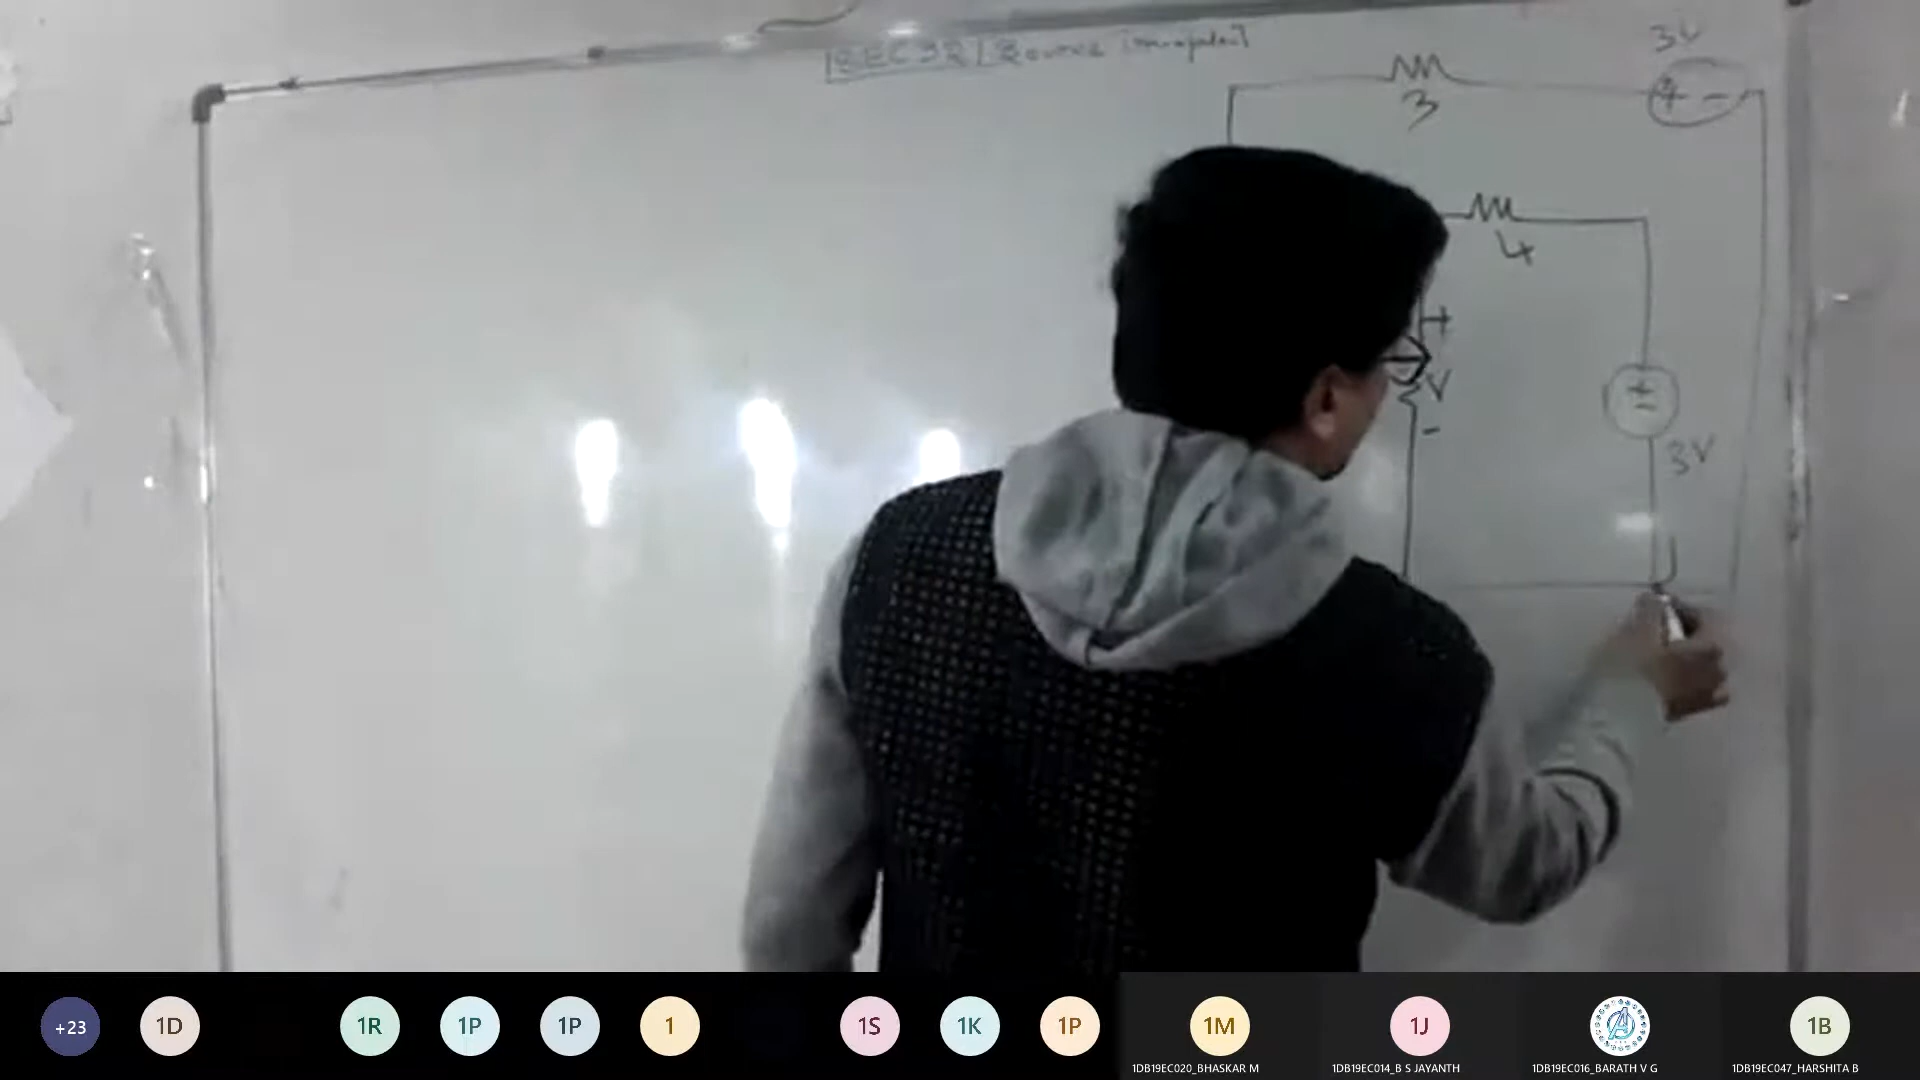 18EC32
3V
+ -
3
4
+
V
-
+
-
3V
+23
1D
1R
1P
1P
1
1S
1K
1P
1M
1J
1B
1DB19EC020_BHASKAR M
1DB19EC014_B S JAYANTH
1DB19EC016_BARATH V G
1DB19EC047_HARSHITA B